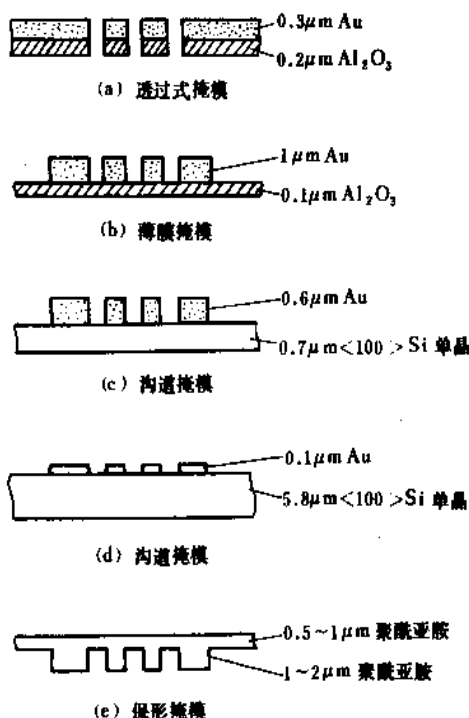 0.3μm Au
0.2μm Al₂O₃
(a) 透过式掩模
1μm Au
0.1μm Al₂O₃
(b) 薄膜掩模
0.6μm Au
0.7μm<100>Si 单晶
(c) 沟道掩模
0.1μm Au
5.8μm<100>Si 单晶
(d) 沟道掩模
0.5~1μm 聚酰亚胺
1~2μm 聚酰亚胺
(e) 保形掩模